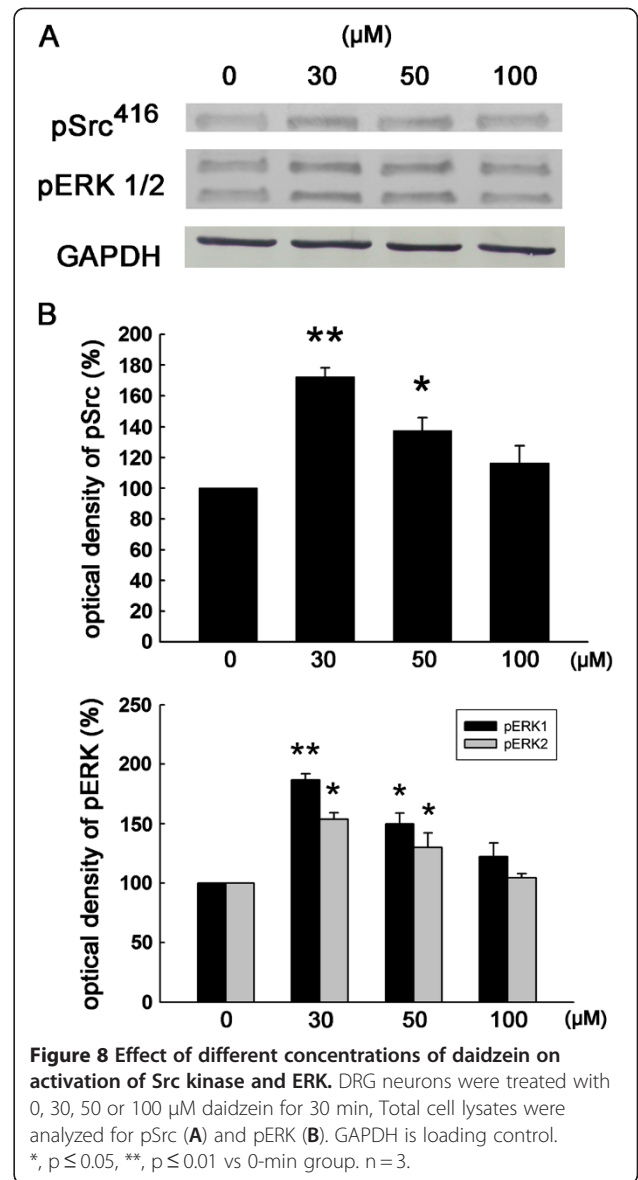 A
(µM)
0 30 50 100
pSrc416
pERK 1/2
GAPDH
B
optical density of pSrc (%)
200
180
160
140
120
100
80
60
40
20
0
**
*
0 30 50 100 (µM)
optical density of pERK (%)
250
200
150
100
50
0
pERK1
pERK2
**
*
*
*
0 30 50 100 (µM)
Figure 8 Effect of different concentrations of daidzein on
activation of Src kinase and ERK. DRG neurons were treated with
0, 30, 50 or 100 µM daidzein for 30 min, Total cell lysates were
analyzed for pSrc (A) and pERK (B). GAPDH is loading control.
*, p ≤ 0.05, **, p ≤ 0.01 vs 0-min group. n = 3.